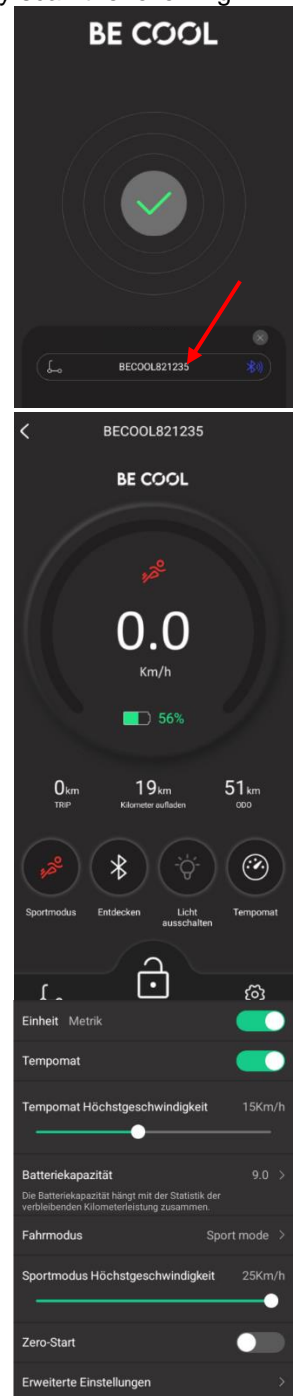 BE COOL
BECOOL821235
BECOOL821235
BE COOL
0.0
Km/h
56%
0km 19km 51km
TRIP Kilometer aufladen ODO
Sportmodus Entdecken Licht ausschalten Tempomat
Einheit Metrik
Tempomat
Tempomat Höchstgeschwindigkeit 15Km/h
Batteriekapazität 9.0 >
Die Batteriekapazität hängt mit der Statistik der
verbleibenden Kilometerleistung zusammen.
Fahrmodus Sport mode >
Sportmodus Höchstgeschwindigkeit 25Km/h
Zero-Start
Erweiterte Einstellungen >